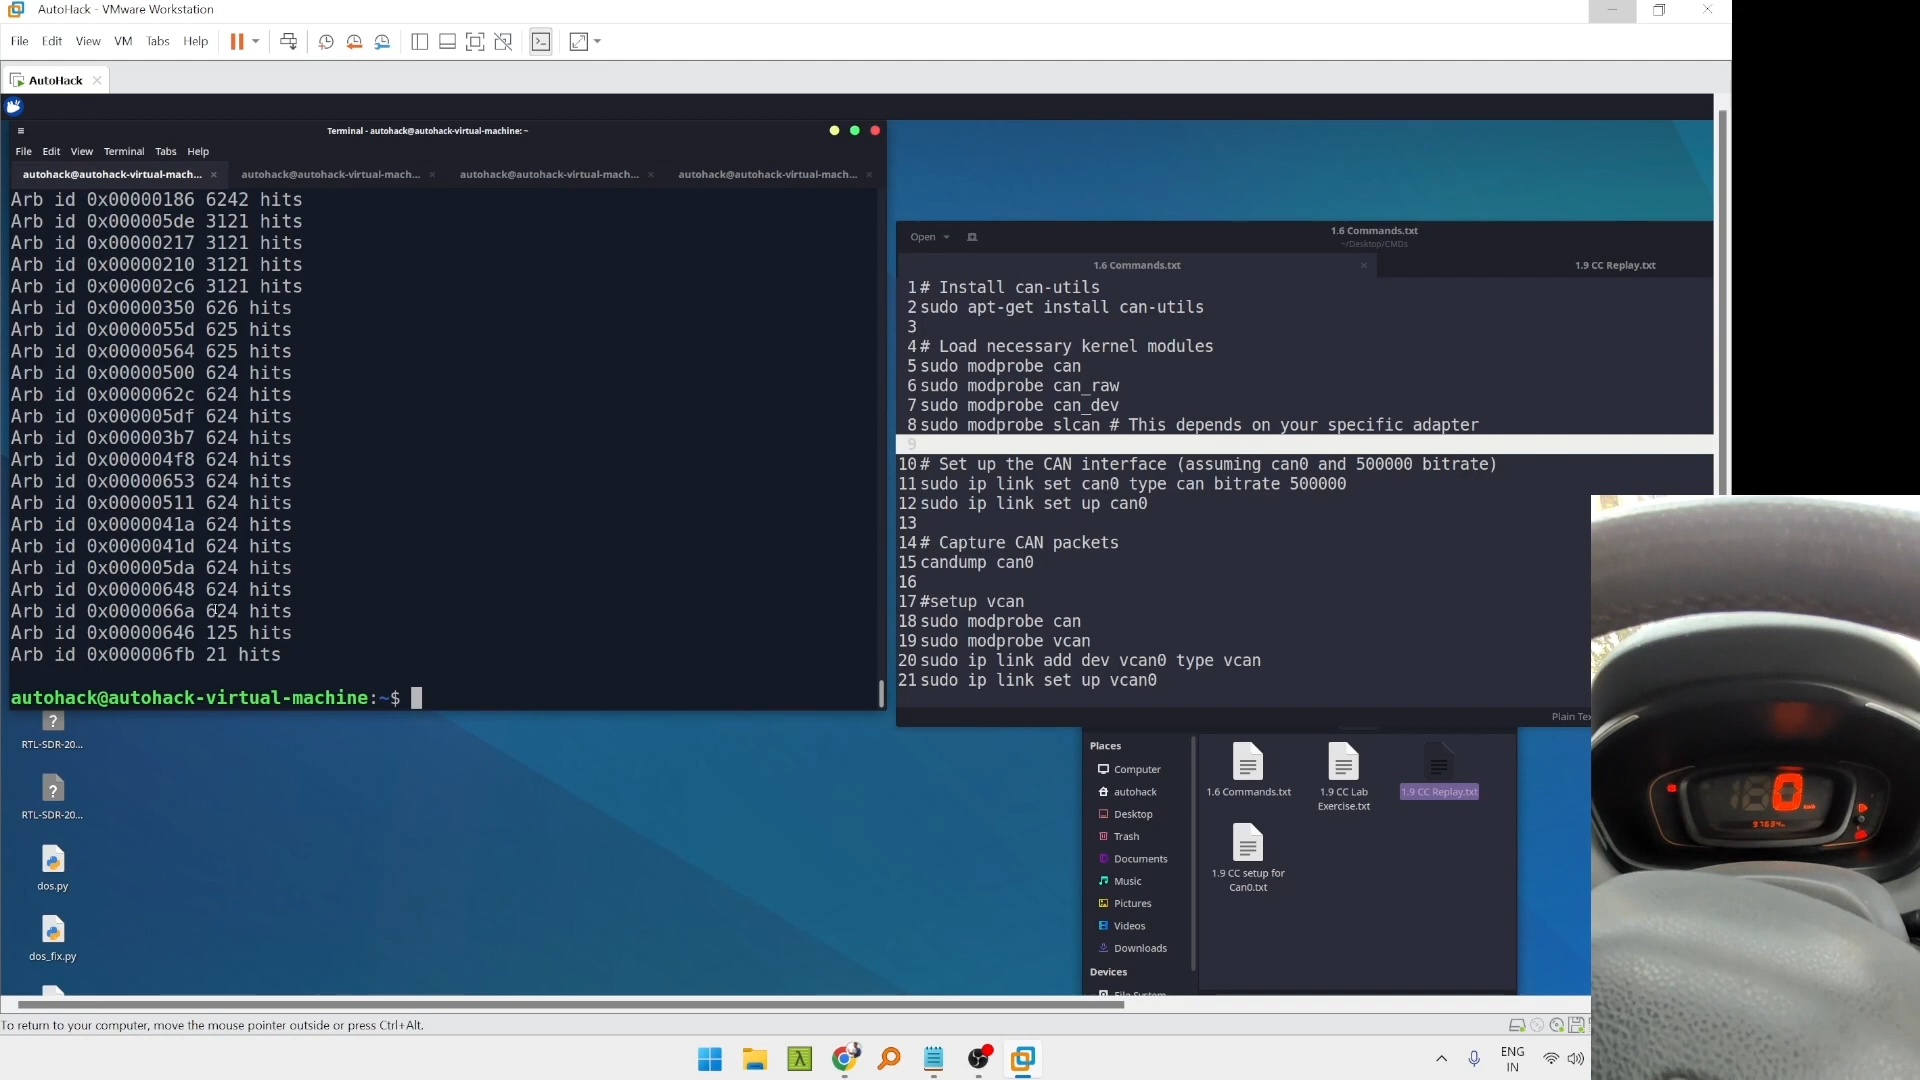 AutoHack - VMware Workstation
File Edit View VM Tabs Help
AutoHack
Terminal - autohack@autohack-virtual-machine: ~
File Edit View Terminal Tabs Help
autohack@autohack-virtual-mach... autohack@autohack-virtual-mach... autohack@autohack-virtual-mach... autohack@autohack-virtual-mach...
Arb id 0x00000186 6242 hits
Arb id 0x000005de 3121 hits
Arb id 0x00000217 3121 hits
Arb id 0x00000210 3121 hits
Arb id 0x000002c6 3121 hits
Arb id 0x00000350 626 hits
Arb id 0x0000055d 625 hits
Arb id 0x00000564 625 hits
Arb id 0x00000500 624 hits
Arb id 0x0000062c 624 hits
Arb id 0x000005df 624 hits
Arb id 0x000003b7 624 hits
Arb id 0x000004f8 624 hits
Arb id 0x00000653 624 hits
Arb id 0x00000511 624 hits
Arb id 0x0000041a 624 hits
Arb id 0x0000041d 624 hits
Arb id 0x000005da 624 hits
Arb id 0x00000648 624 hits
Arb id 0x0000066a 624 hits
Arb id 0x00000646 125 hits
Arb id 0x000006fb 21 hits
autohack@autohack-virtual-machine:~$
Open
1.6 Commands.txt
~/Desktop/CMDs
1.6 Commands.txt 1.9 CC Replay.txt
1 # Install can-utils
2 sudo apt-get install can-utils
3
4 # Load necessary kernel modules
5 sudo modprobe can
6 sudo modprobe can_raw
7 sudo modprobe can_dev
8 sudo modprobe slcan # This depends on your specific adapter
9
10 # Set up the CAN interface (assuming can0 and 500000 bitrate)
11 sudo ip link set can0 type can bitrate 500000
12 sudo ip link set up can0
13
14 # Capture CAN packets
15 candump can0
16
17 #setup vcan
18 sudo modprobe can
19 sudo modprobe vcan
20 sudo ip link add dev vcan0 type vcan
21 sudo ip link set up vcan0
Plain
RTL-SDR-20...
RTL-SDR-20...
dos.py
dos_fix.py
Places
Computer
autohack
Desktop
Trash
Documents
Music
Pictures
Videos
Downloads
Devices
File System
1.6 Commands.txt
1.9 CC Lab
Exercise.txt
1.9 CC Replay.txt
1.9 CC setup for
Can0.txt
0
97634
To return to your computer, move the mouse pointer outside or press Ctrl+Alt.
ENG
IN